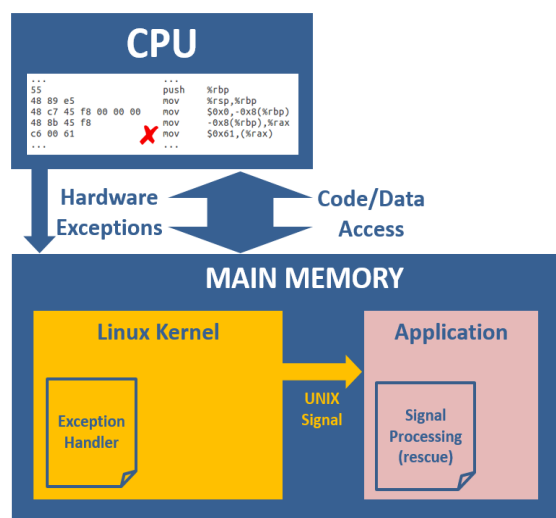 CPU
... ...
55 push %rbp
48 89 e5 mov %rsp,%rbp
48 c7 45 f8 00 00 00 mov $0x0,-0x8(%rbp)
48 8b 45 f8 mov -0x8(%rbp),%rax
c6 00 61 mov $0x61,(%rax)
... ...
Hardware
Exceptions
Code/Data
Access
MAIN MEMORY
Linux Kernel
Exception
Handler
UNIX
Signal
Application
Signal
Processing
(rescue)